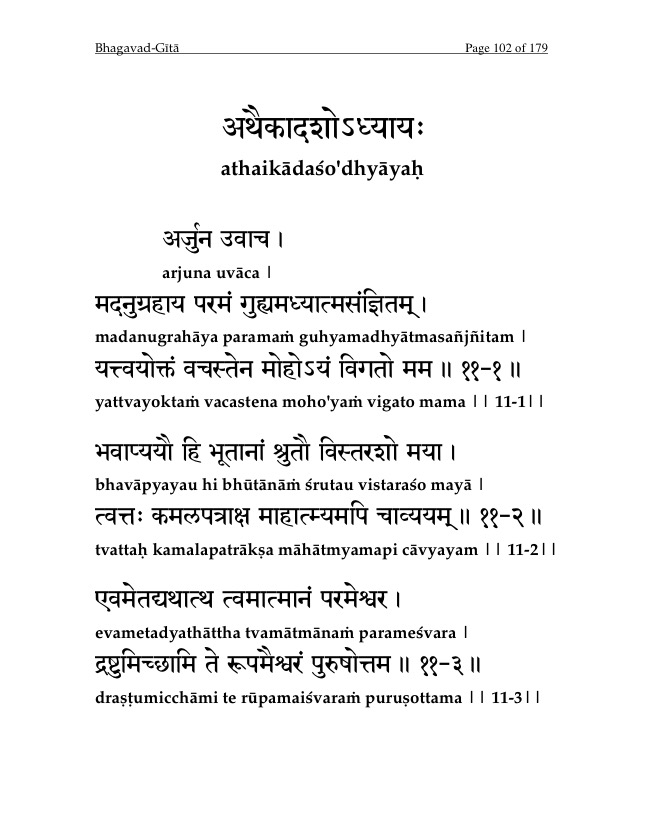 Bhagavad-Gītā Page 102 of 179
अथैकादशोऽध्यायः
athaikādaśo'dhyāyaḥ
अर्जुन उवाच ।
arjuna uvāca |
मदनुग्रहाय परमं गुह्यमध्यात्मसंज्ञितम् ।
madanugrahāya paramaṁ guhyamadhyātmasañjñitam |
यत्त्वयोक्तं वचस्तेन मोहोऽयं विगतो मम ॥ ११-१ ॥
yattvayoktaṁ vacastena moho'yaṁ vigato mama || 11-1||
भवाप्ययौ हि भूतानां श्रुतौ विस्तरशो मया ।
bhavāpyayau hi bhūtānāṁ śrutau vistaraśo mayā |
त्वत्तः कमलपत्राक्ष माहात्म्यमपि चाव्ययम् ॥ ११-२ ॥
tvattaḥ kamalapatrākṣa māhātmyamapi cāvyayam || 11-2||
एवमेतद्यथात्थ त्वमात्मानं परमेश्वर ।
evametadyathāttha tvamātmānaṁ parameśvara |
द्रष्टुमिच्छामि ते रूपमैश्वरं पुरुषोत्तम ॥ ११-३ ॥
draṣṭumicchāmi te rūpamaiśvaraṁ puruṣottama || 11-3||